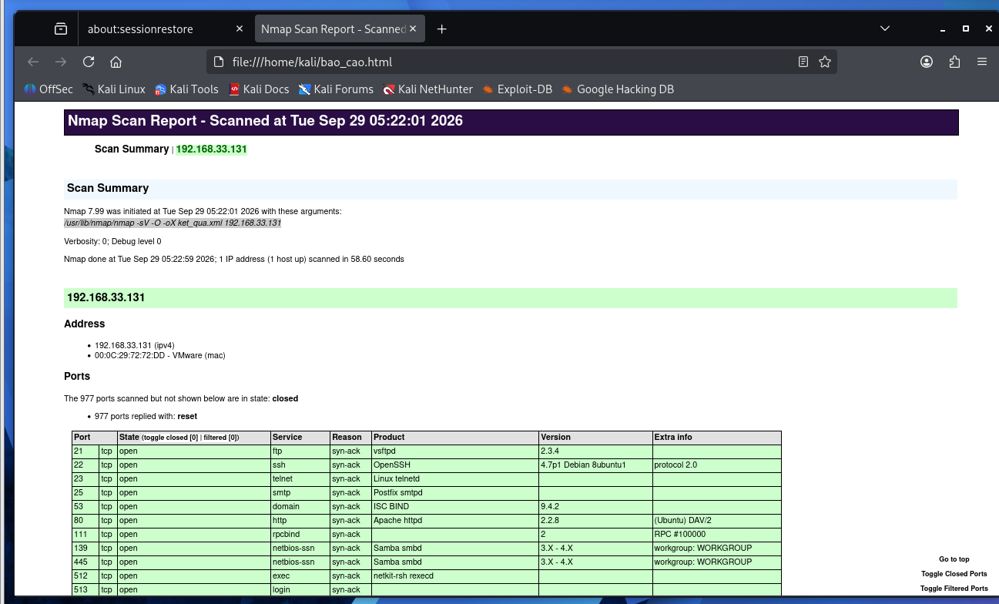 about:sessionrestore
Nmap Scan Report - Scanned
file:///home/kali/bao_cao.html
OffSec Kali Linux Kali Tools Kali Docs Kali Forums Kali NetHunter Exploit-DB Google Hacking DB
Nmap Scan Report - Scanned at Tue Sep 29 05:22:01 2026
Scan Summary | 192.168.33.131
Scan Summary
Nmap 7.99 was initiated at Tue Sep 29 05:22:01 2026 with these arguments:
/usr/lib/nmap/nmap -sV -O -oX ket_qua.xml 192.168.33.131
Verbosity: 0; Debug level 0
Nmap done at Tue Sep 29 05:22:59 2026; 1 IP address (1 host up) scanned in 58.60 seconds
192.168.33.131
Address
192.168.33.131 (ipv4)
00:0C:29:72:72:DD - VMware (mac)
Ports
The 977 ports scanned but not shown below are in state: closed
977 ports replied with: reset
Port State (toggle closed [0] | filtered [0]) Service Reason Product Version Extra info
21 tcp open ftp syn-ack vsftpd 2.3.4
22 tcp open ssh syn-ack OpenSSH 4.7p1 Debian 8ubuntu1 protocol 2.0
23 tcp open telnet syn-ack Linux telnetd
25 tcp open smtp syn-ack Postfix smtpd
53 tcp open domain syn-ack ISC BIND 9.4.2
80 tcp open http syn-ack Apache httpd 2.2.8 (Ubuntu) DAV/2
111 tcp open rpcbind syn-ack 2 RPC #100000
139 tcp open netbios-ssn syn-ack Samba smbd 3.X - 4.X workgroup: WORKGROUP
445 tcp open netbios-ssn syn-ack Samba smbd 3.X - 4.X workgroup: WORKGROUP
512 tcp open exec syn-ack netkit-rsh rexecd
513 tcp open login syn-ack
Go to top
Toggle Closed Ports
Toggle Filtered Ports